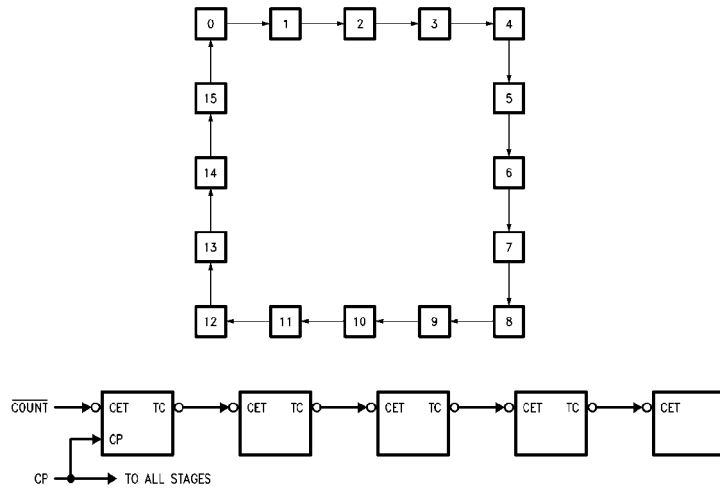 0 1 2 3 4
15 5
14 6
13 7
12 11 10 9 8
COUNT CET TC CET TC CET TC CET TC CET
CP
CP TO ALL STAGES